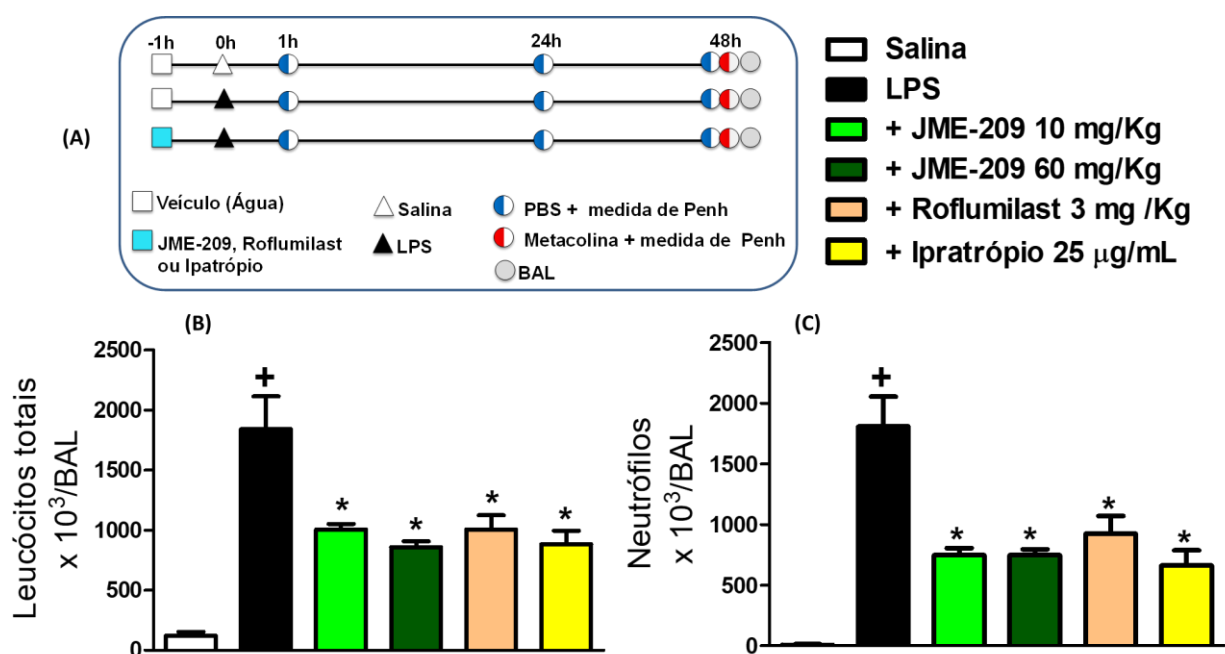 -1h 0h 1h 24h 48h
(A)
Veículo (Água)
JME-209, Roflumilast
ou Ipatrópio
Salina
LPS
PBS + medida de Penh
Metacolina + medida de Penh
BAL
Salina
LPS
+ JME-209 10 mg/Kg
+ JME-209 60 mg/Kg
+ Roflumilast 3 mg /Kg
+ Ipratrópio 25 µg/mL
(B)
Leucócitos totais
x 10³/BAL
2500
2000
1500
1000
500
0
+
* * * *
(C)
Neutrófilos
x 10³/BAL
2500
2000
1500
1000
500
0
+
* * * *